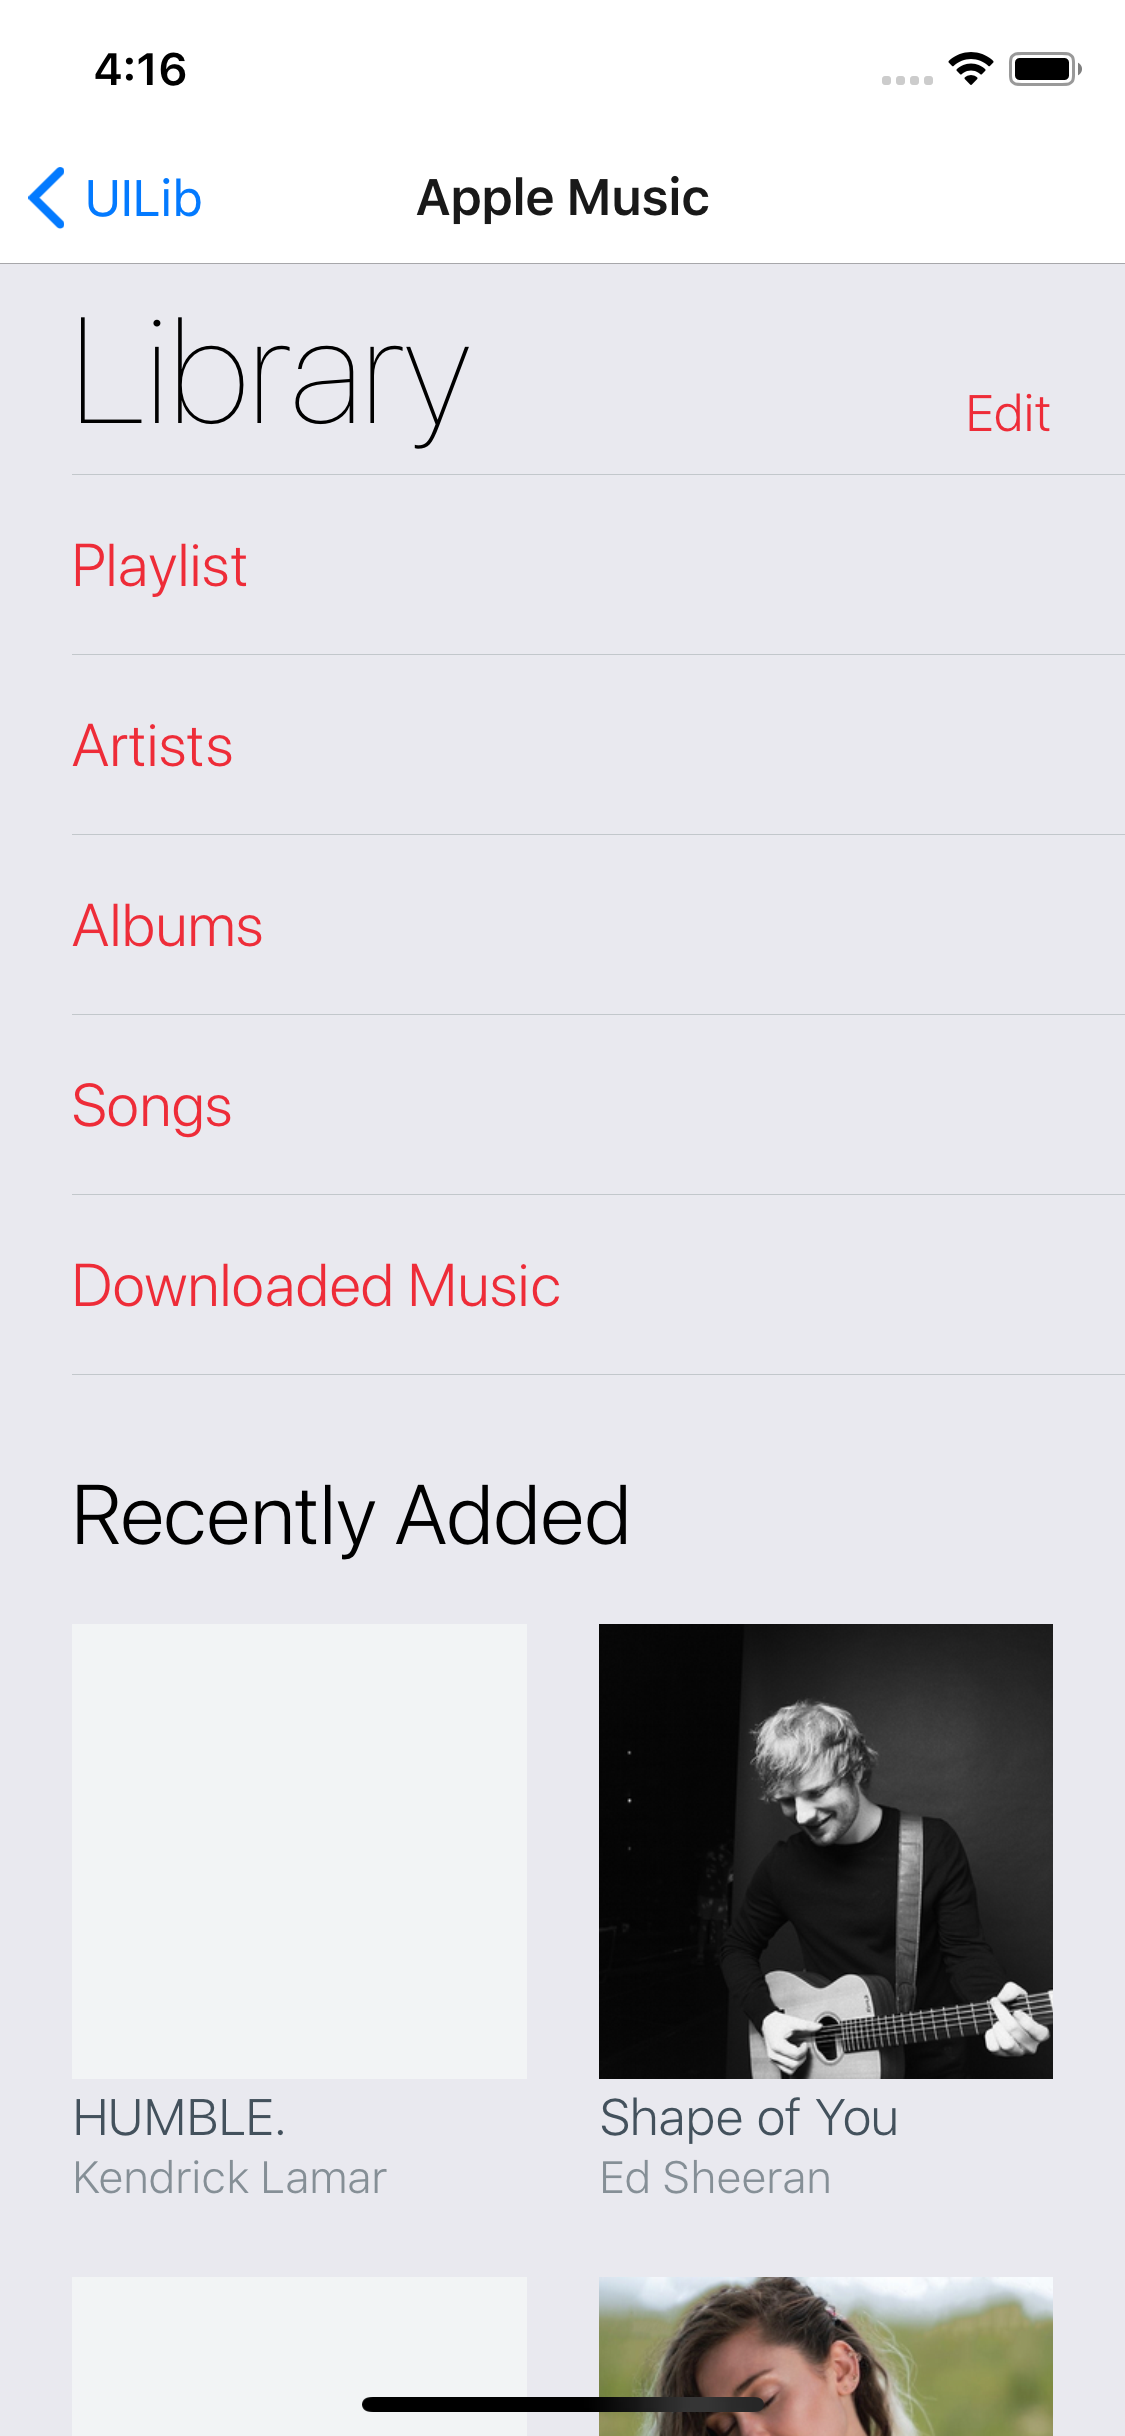 4:16
UILib
Apple Music
Library
Edit
Playlist
Artists
Albums
Songs
Downloaded Music
Recently Added
HUMBLE.
Kendrick Lamar
Shape of You
Ed Sheeran